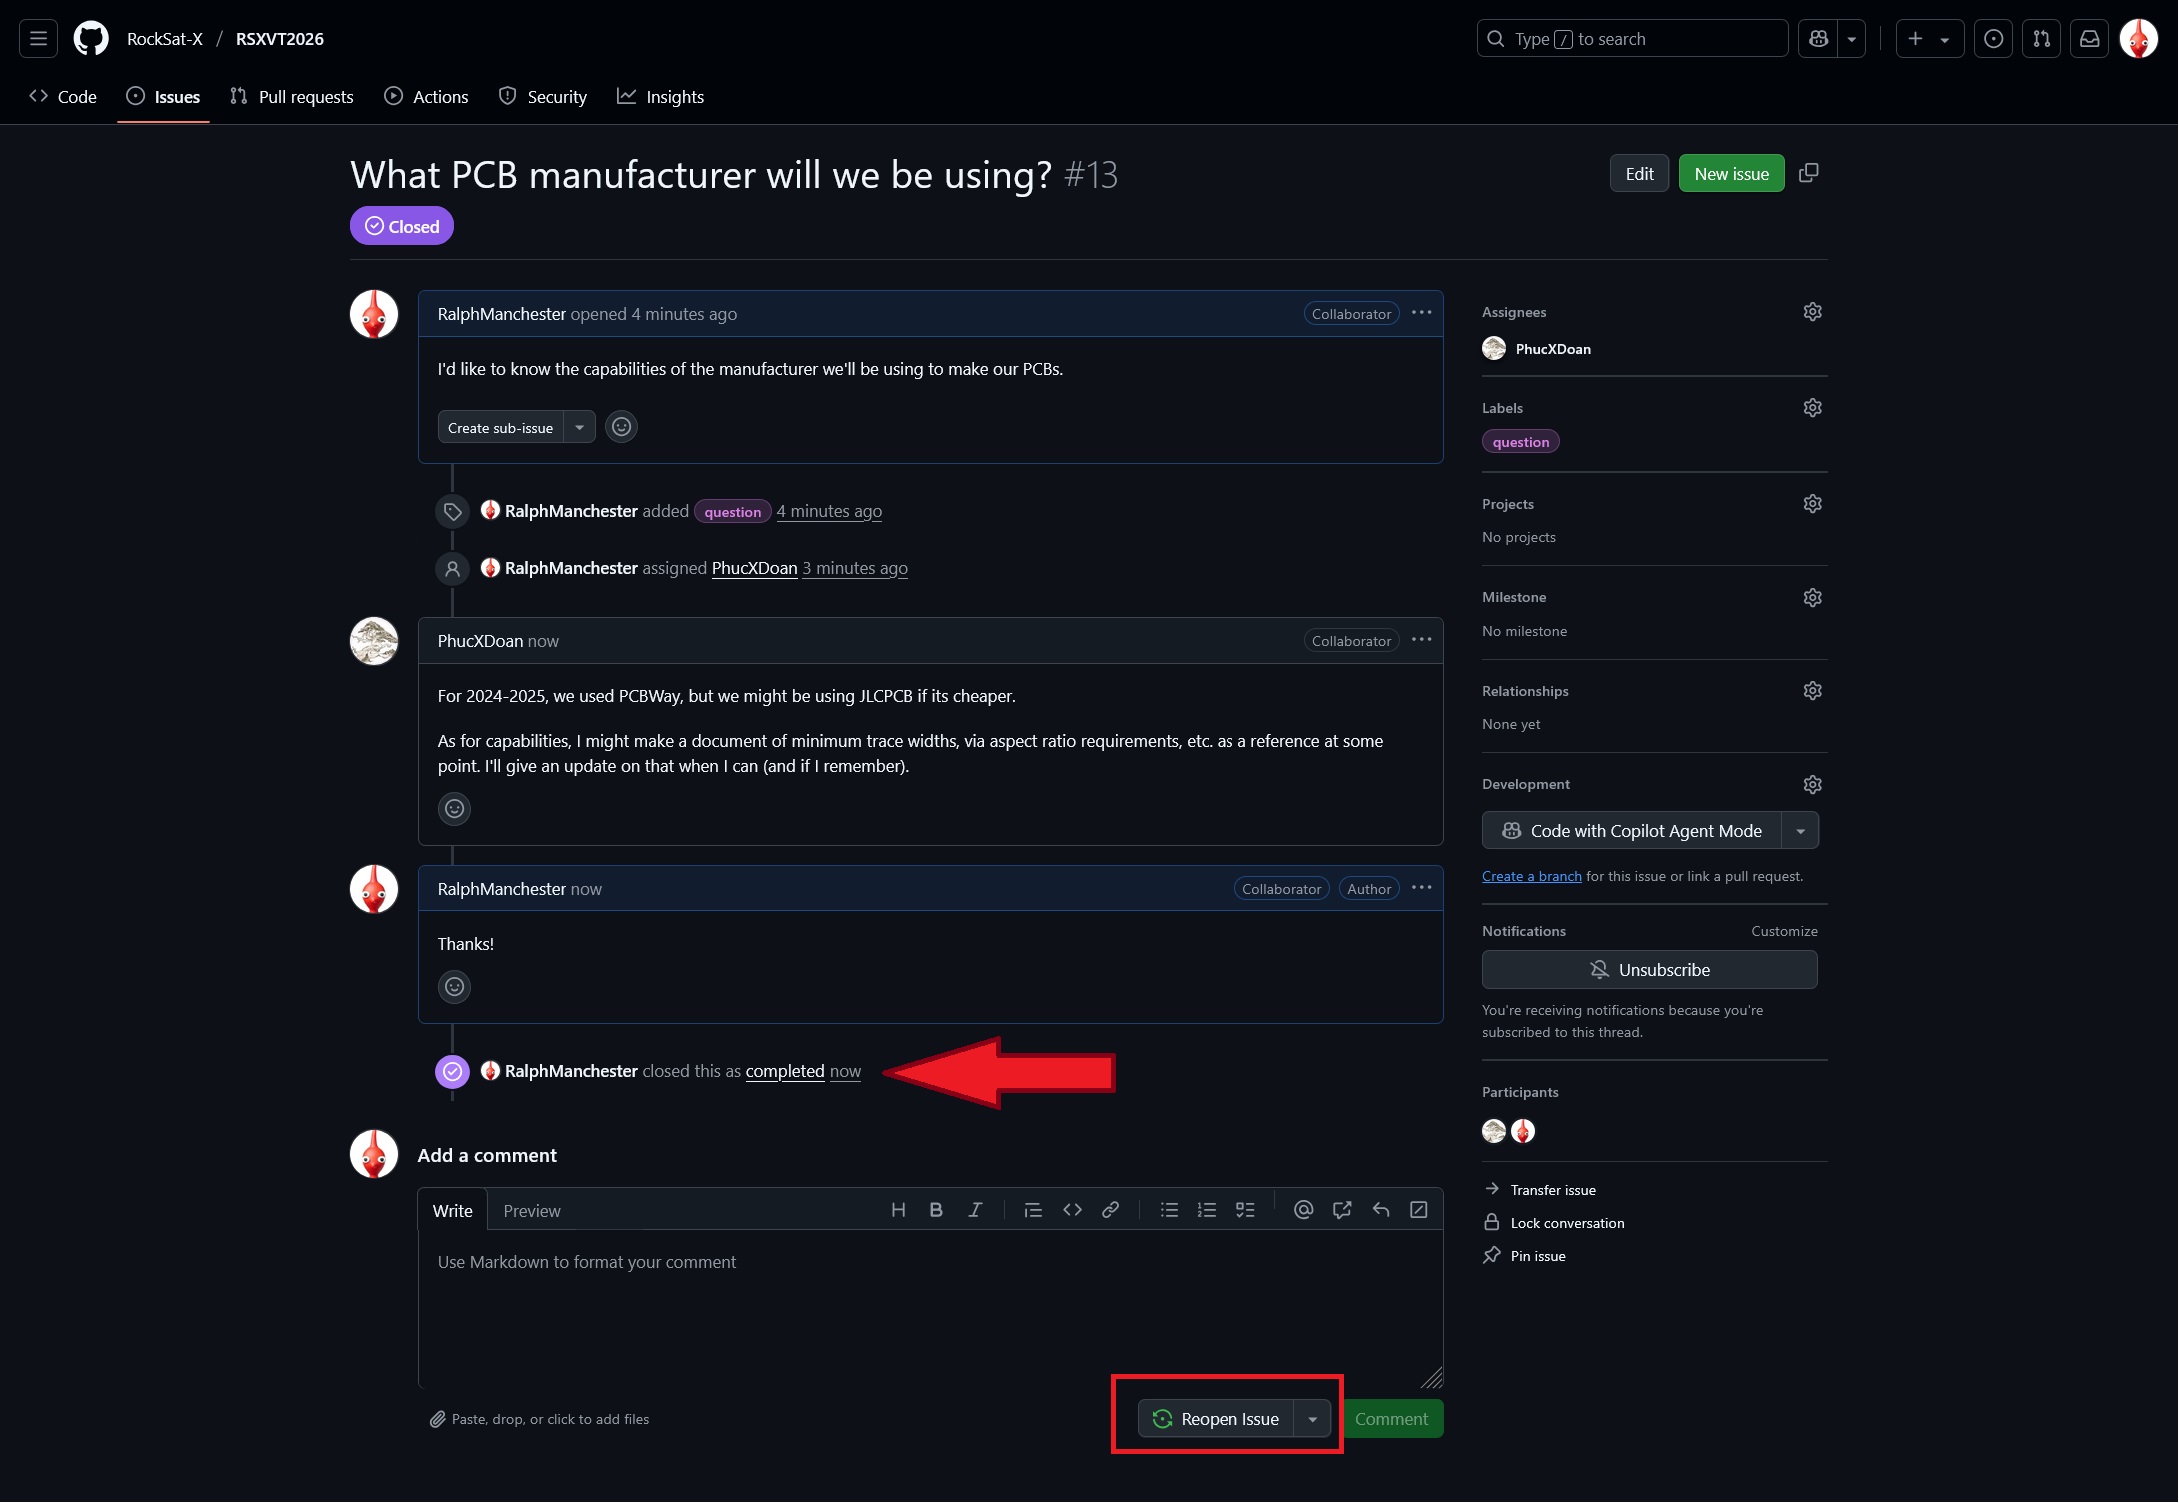 RockSat-X / RSXVT2026
Type / to search
Code Issues Pull requests Actions Security Insights
What PCB manufacturer will we be using? #13
Edit New issue
Closed
RalphManchester opened 4 minutes ago Collaborator
I'd like to know the capabilities of the manufacturer we'll be using to make our PCBs.
Create sub-issue
RalphManchester added question 4 minutes ago
RalphManchester assigned PhucXDoan 3 minutes ago
PhucXDoan now Collaborator
For 2024-2025, we used PCBWay, but we might be using JLCPCB if its cheaper.
As for capabilities, I might make a document of minimum trace widths, via aspect ratio requirements, etc. as a reference at some
point. I'll give an update on that when I can (and if I remember).
RalphManchester now Collaborator Author
Thanks!
RalphManchester closed this as completed now
Add a comment
Write Preview
Use Markdown to format your comment
Paste, drop, or click to add files
Reopen Issue Comment
Assignees
PhucXDoan
Labels
question
Projects
No projects
Milestone
No milestone
Relationships
None yet
Development
Code with Copilot Agent Mode
Create a branch for this issue or link a pull request.
Notifications Customize
Unsubscribe
You're receiving notifications because you're
subscribed to this thread.
Participants
Transfer issue
Lock conversation
Pin issue